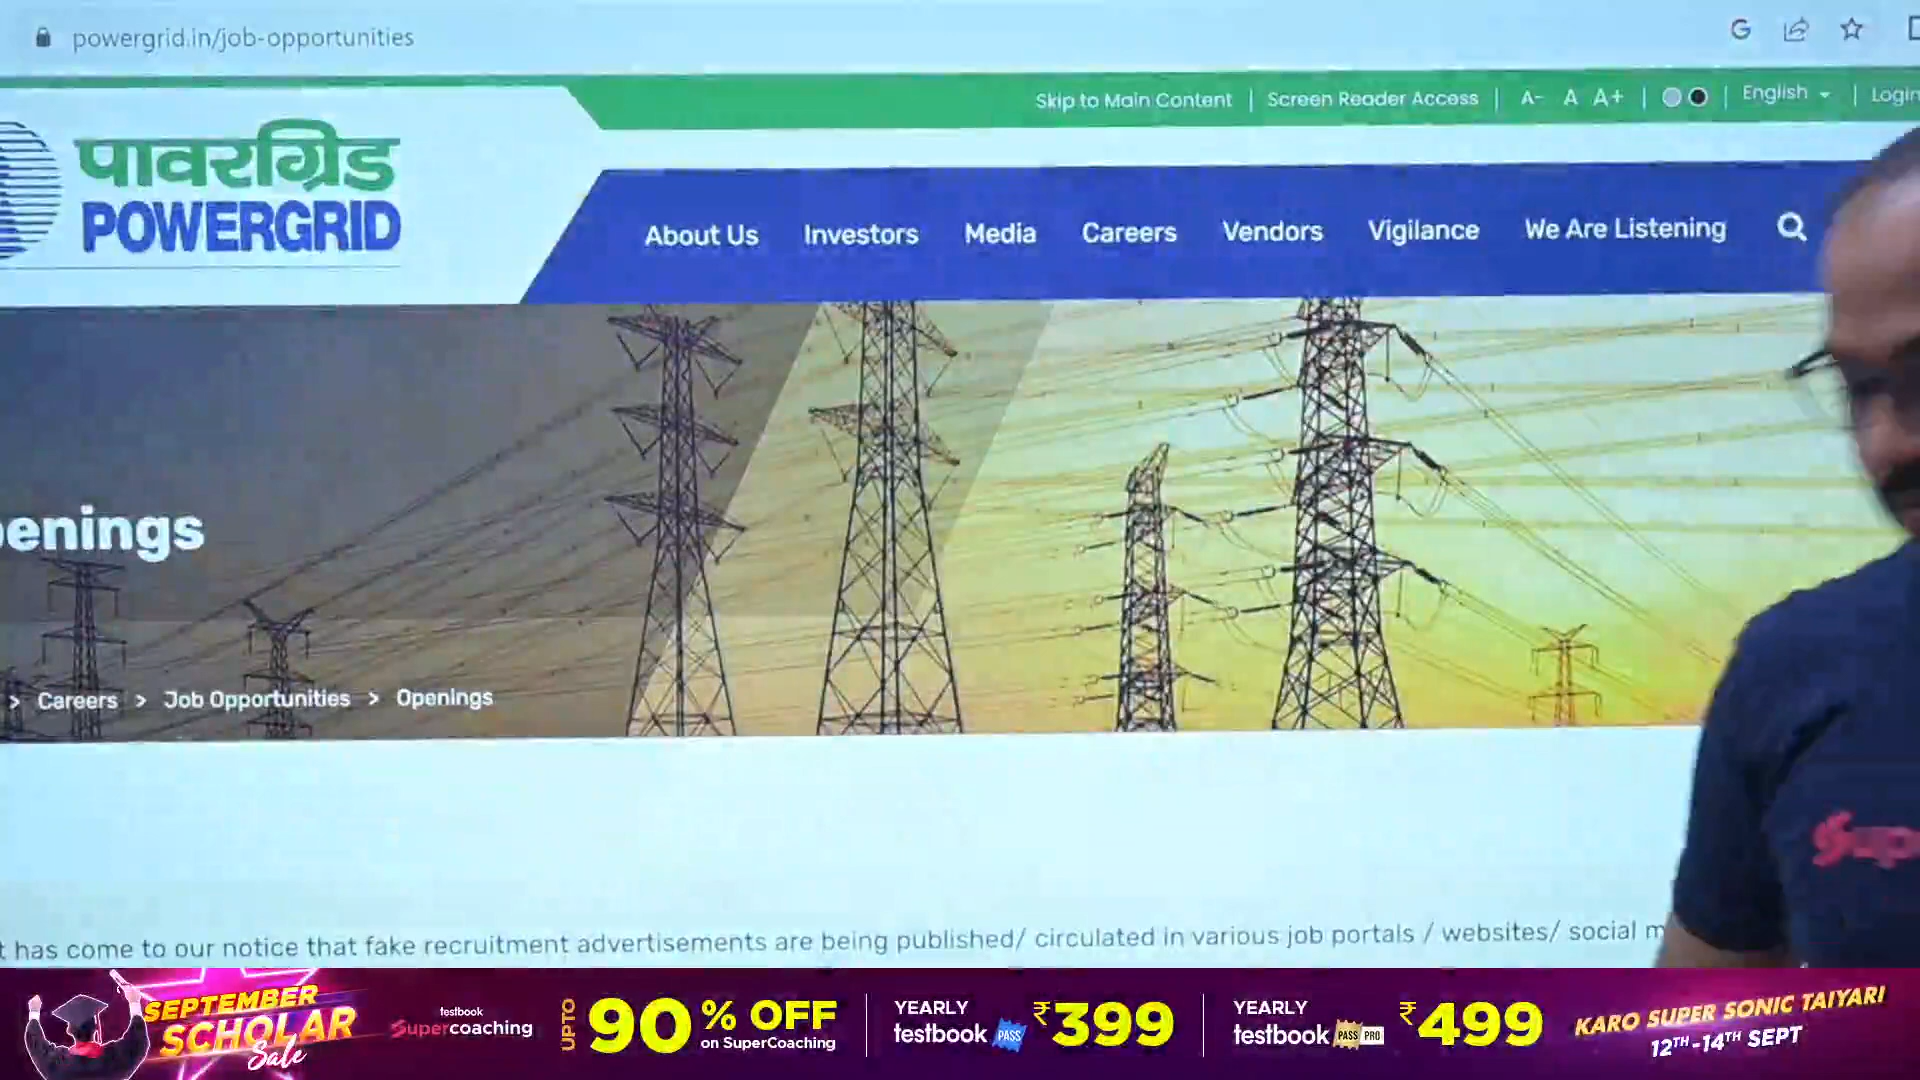 powergrid.in/job-opportunities
Skip to Main Content | Screen Reader Access | A- A A+ | English | Login
पावरग्रिड
POWERGRID
About Us Investors Media Careers Vendors Vigilance We Are Listening
penings
> Careers > Job Opportunities > Openings
t has come to our notice that fake recruitment advertisements are being published/ circulated in various job portals / websites/ social m
Sup
SEPTEMBER
SCHOLAR
Sale
testbook
Supercoaching
UPTO 90% OFF
on SuperCoaching
YEARLY
testbook PASS
₹399
YEARLY
testbook PASS PRO
₹499
KARO SUPER SONIC TAIYARI
12TH-14TH SEPT